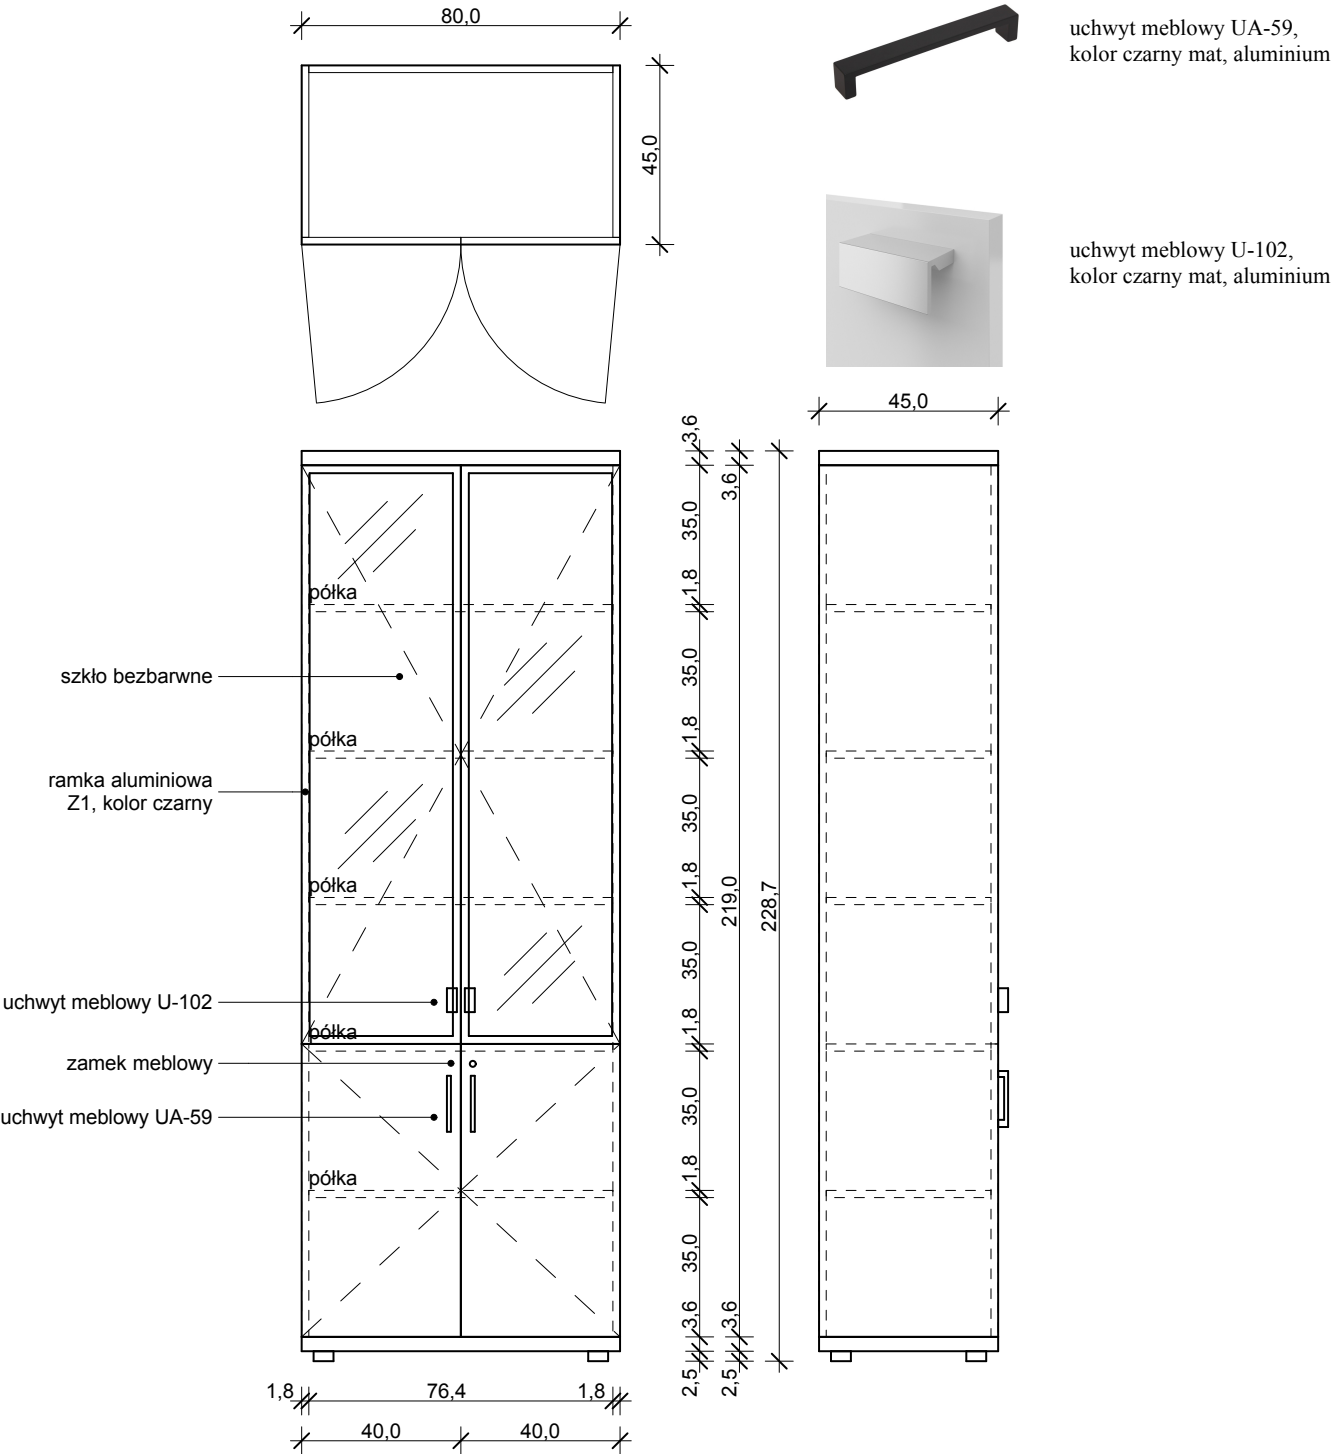 80,0
uchwyt meblowy UA-59,
kolor czarny mat, aluminium
45,0
uchwyt meblowy U-102,
kolor czarny mat, aluminium
45,0
3,6
3,6
35,0
1,8
półka
35,0
szkło bezbarwne
1,8
półka
ramka aluminiowa
Z1, kolor czarny
35,0
1,8
półka
219,0
228,7
35,0
uchwyt meblowy U-102
1,8
półka
zamek meblowy
uchwyt meblowy UA-59
35,0
1,8
półka
35,0
3,6
3,6
2,5
2,5
1,8
76,4
1,8
40,0
40,0